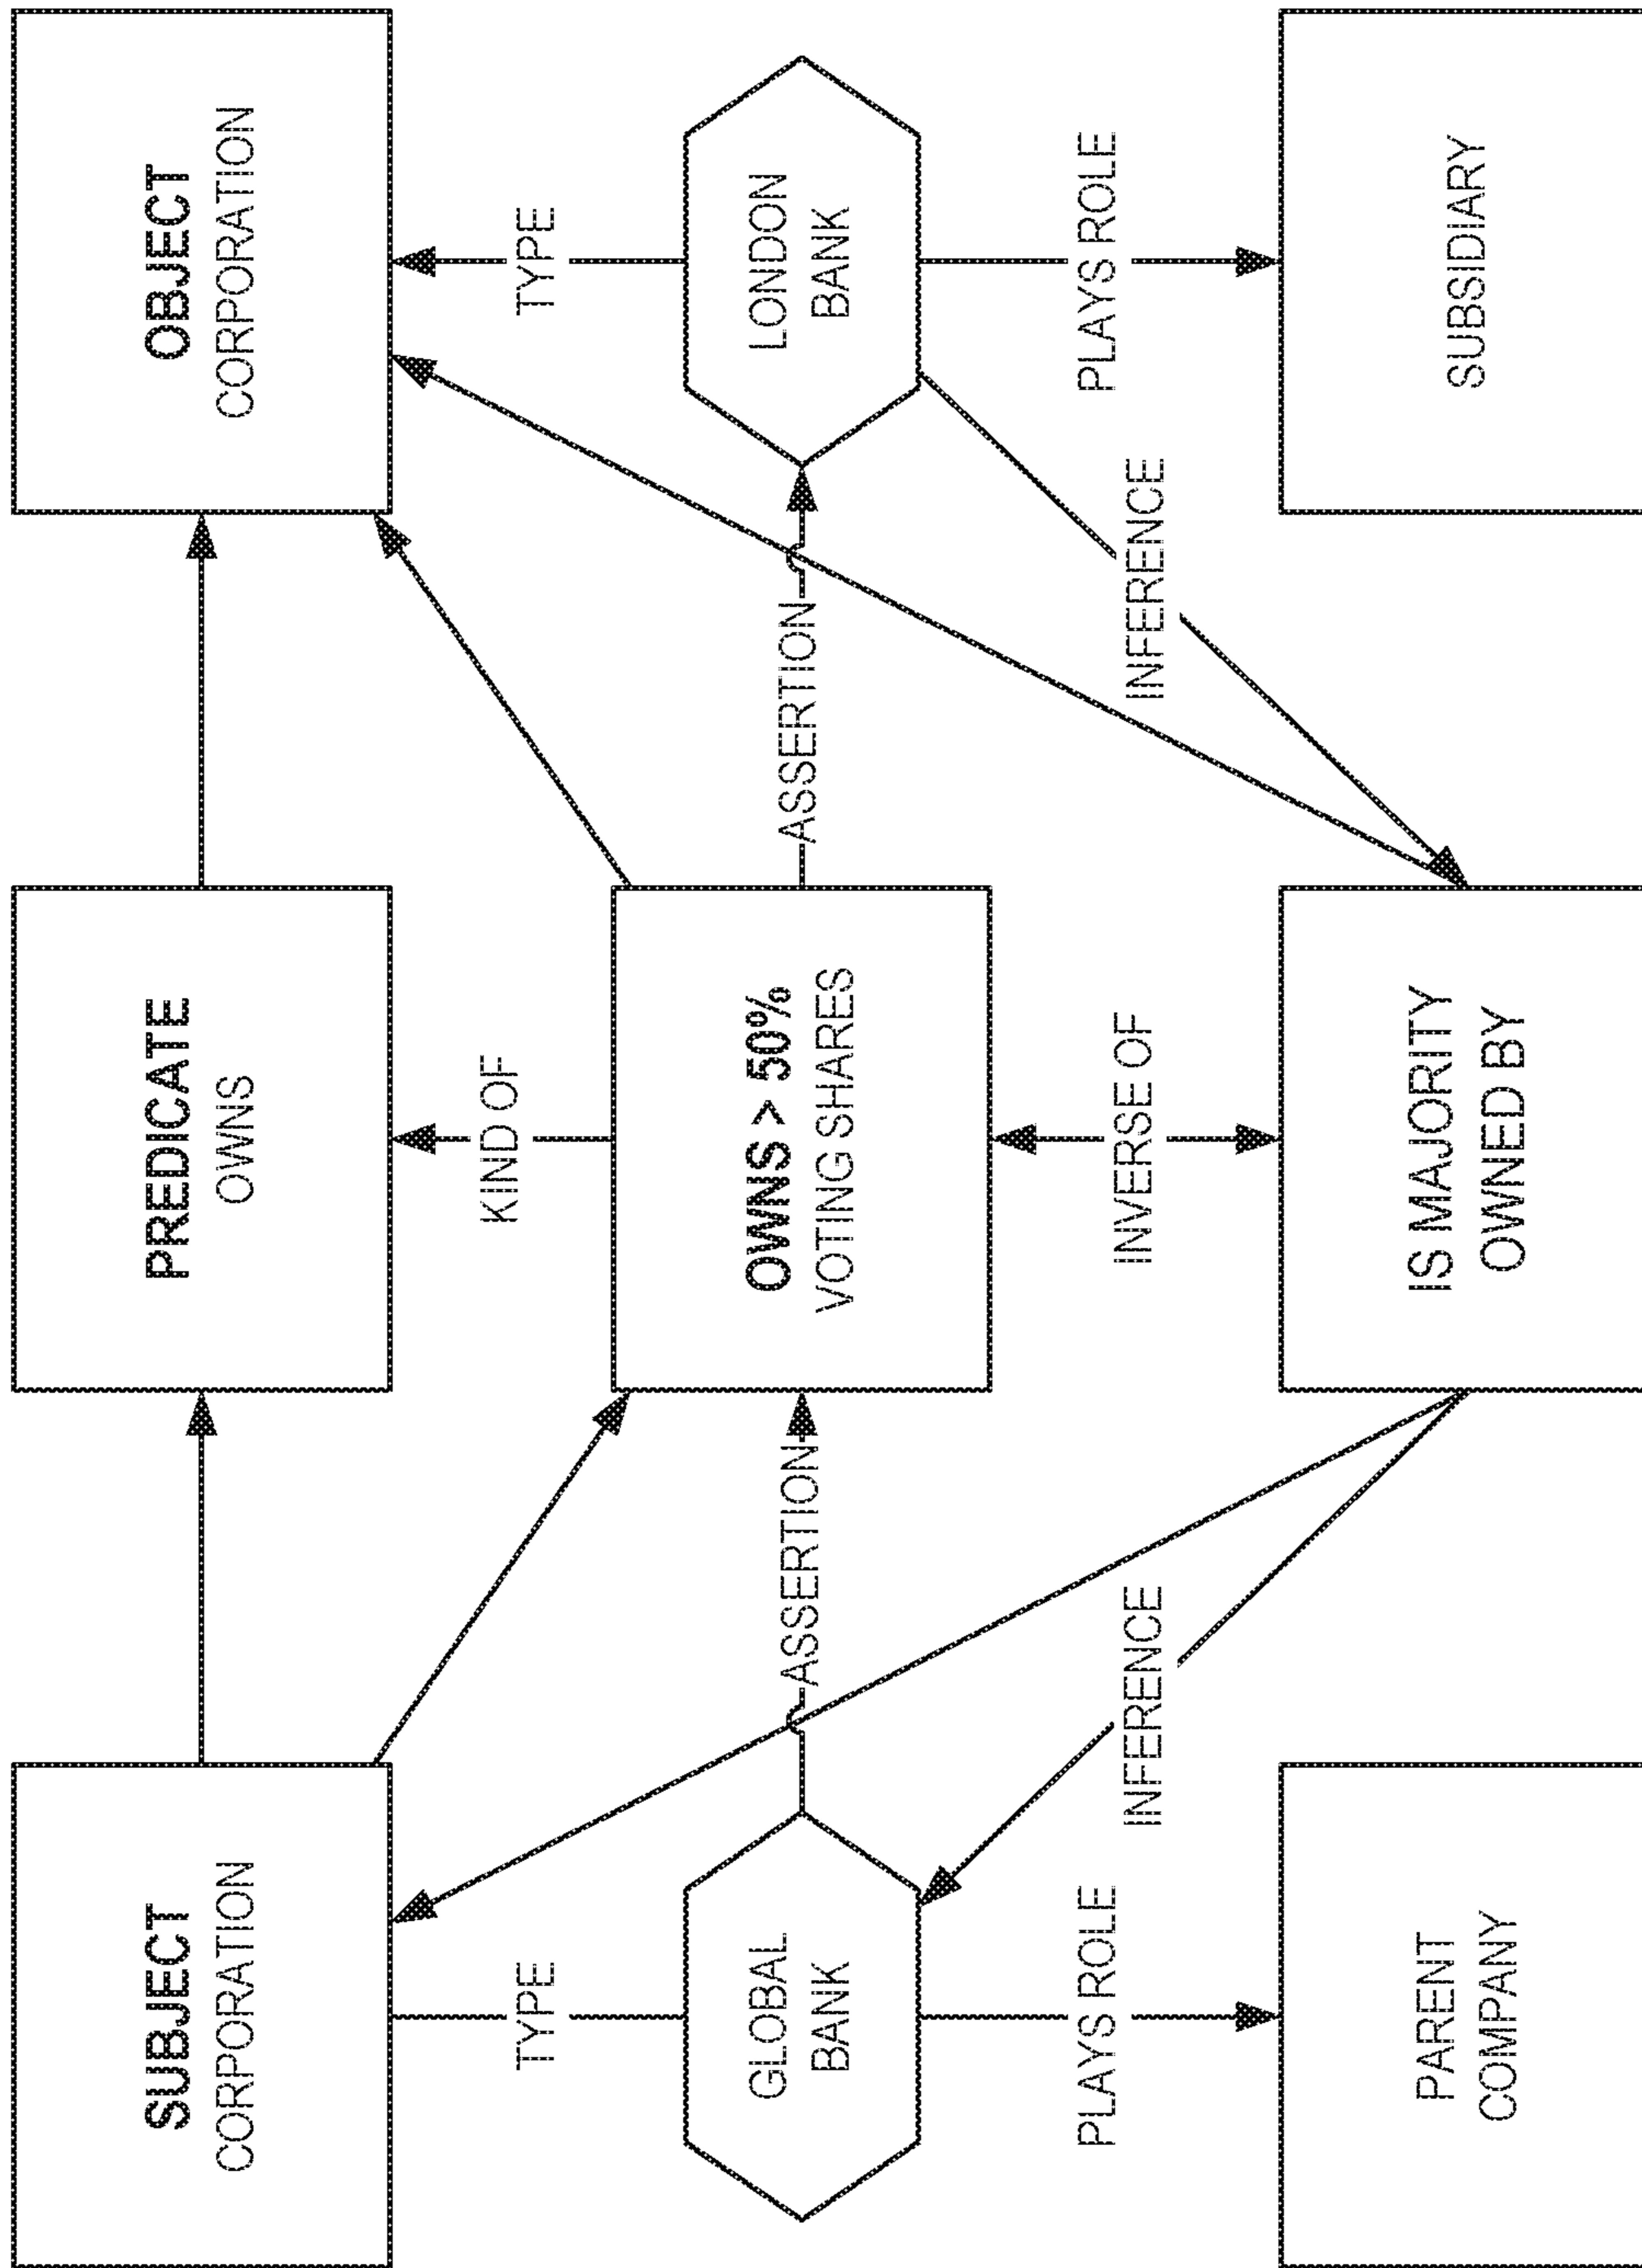 SUBJECT
CORPORATION
PREDICATE
OWNS
OBJECT
CORPORATION
TYPE
KIND OF
TYPE
GLOBAL
BANK
ASSERTION
OWNS > 50%
VOTING SHARES
ASSERTION
LONDON
BANK
PLAYS ROLE
INFERENCE
INVERSE OF
INFERENCE
PLAYS ROLE
PARENT
COMPANY
IS MAJORITY
OWNED BY
SUBSIDIARY